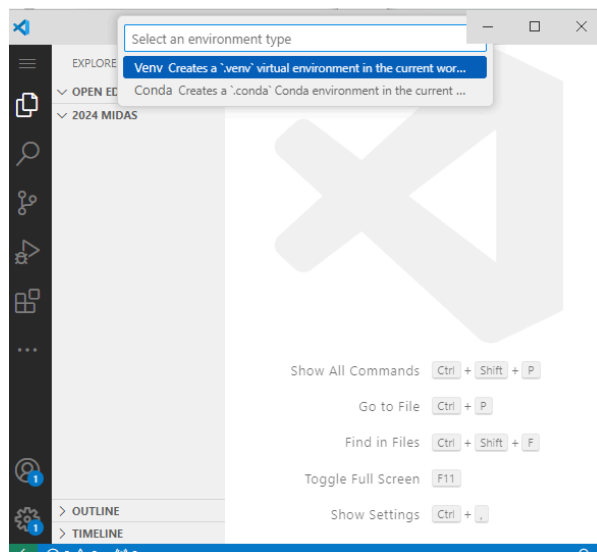 Select an environment type
EXPLORE
Venv Creates a `.venv` virtual environment in the current wor...
OPEN ED
Conda Creates a `.conda` Conda environment in the current ...
2024 MIDAS
Show All Commands Ctrl + Shift + P
Go to File Ctrl + P
Find in Files Ctrl + Shift + F
Toggle Full Screen F11
Show Settings Ctrl + ,
1
OUTLINE
1
TIMELINE